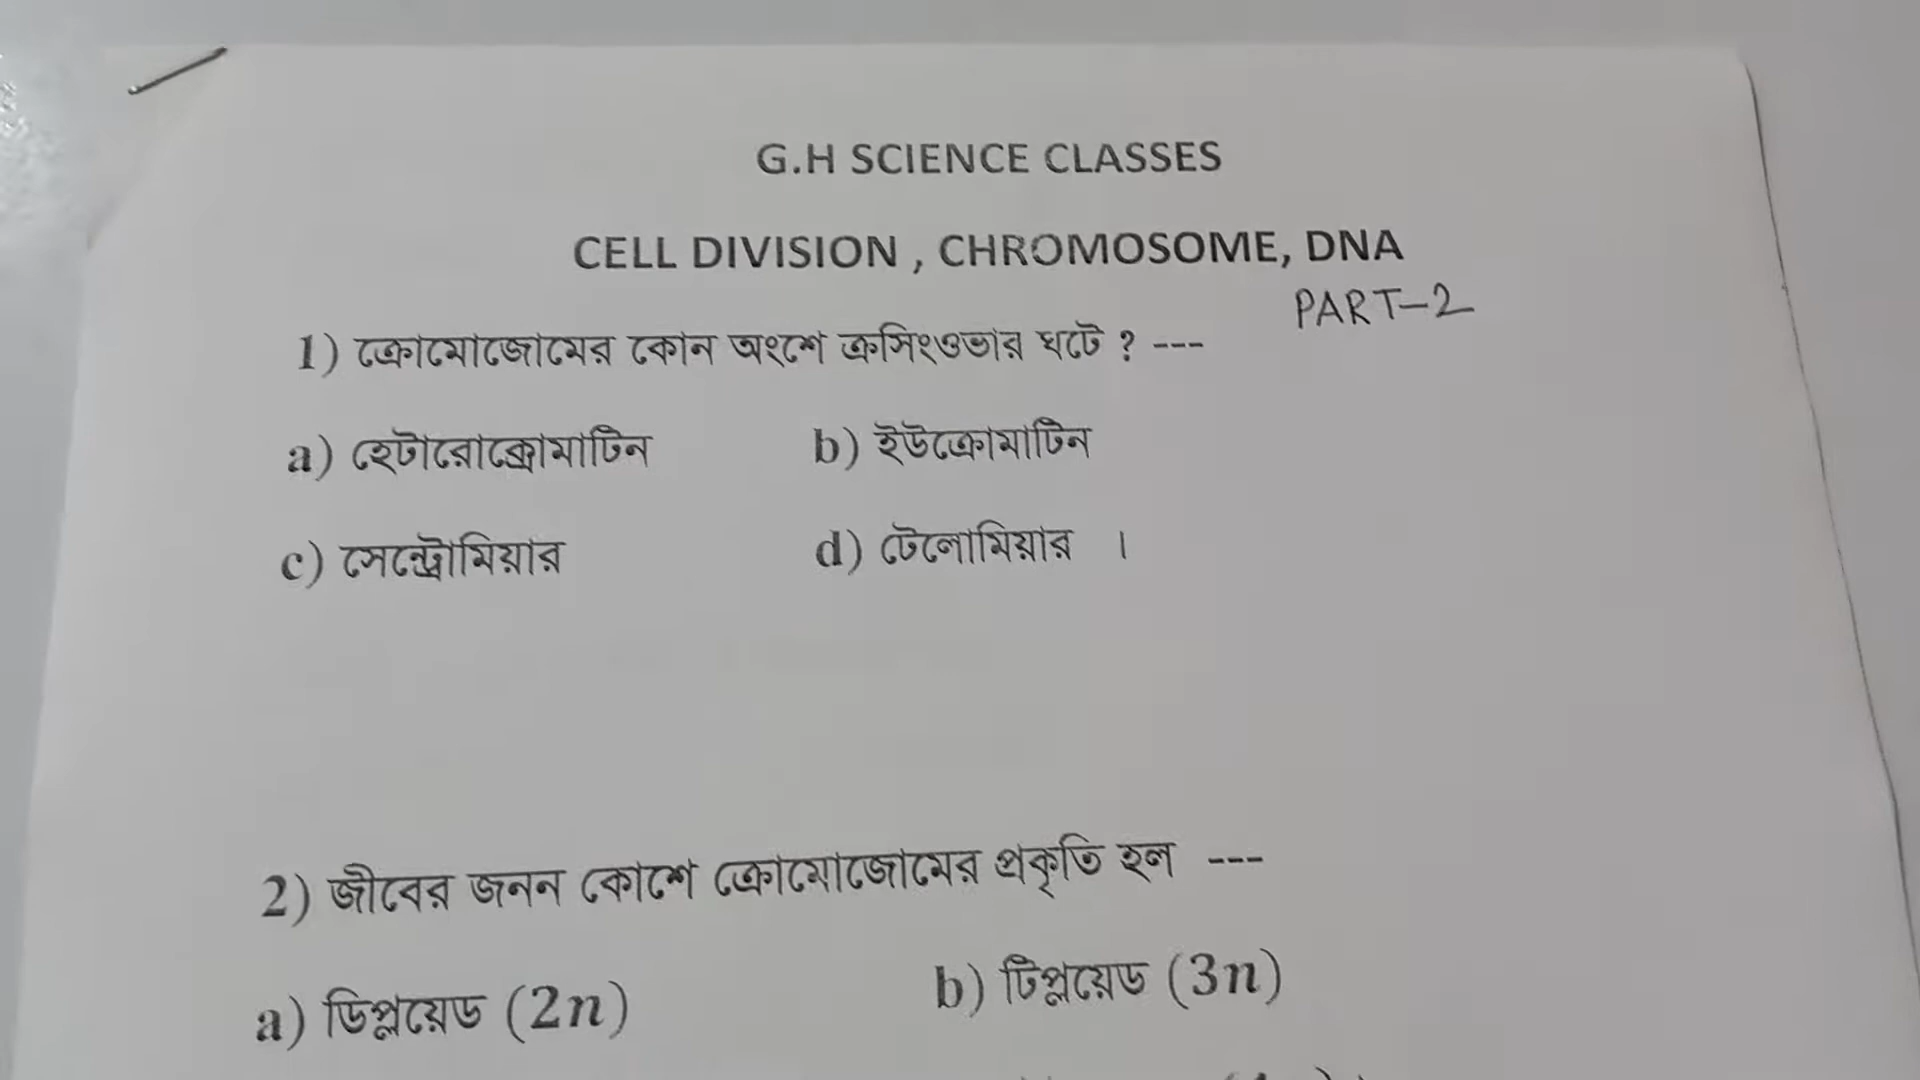 G.H SCIENCE CLASSES
CELL DIVISION , CHROMOSOME, DNA
PART-2
1) ক্রোমোজোমের কোন অংশে ক্রসিংওভার ঘটে ? ---
a) হেটারোক্রোমাটিন b) ইউক্রোমাটিন
c) সেন্ট্রোমিয়ার d) টেলোমিয়ার ।
2) জীবের জনন কোশে ক্রোমোজোমের প্রকৃতি হল ---
a) ডিপ্লয়েড (2n) b) টিপ্লয়েড (3n)